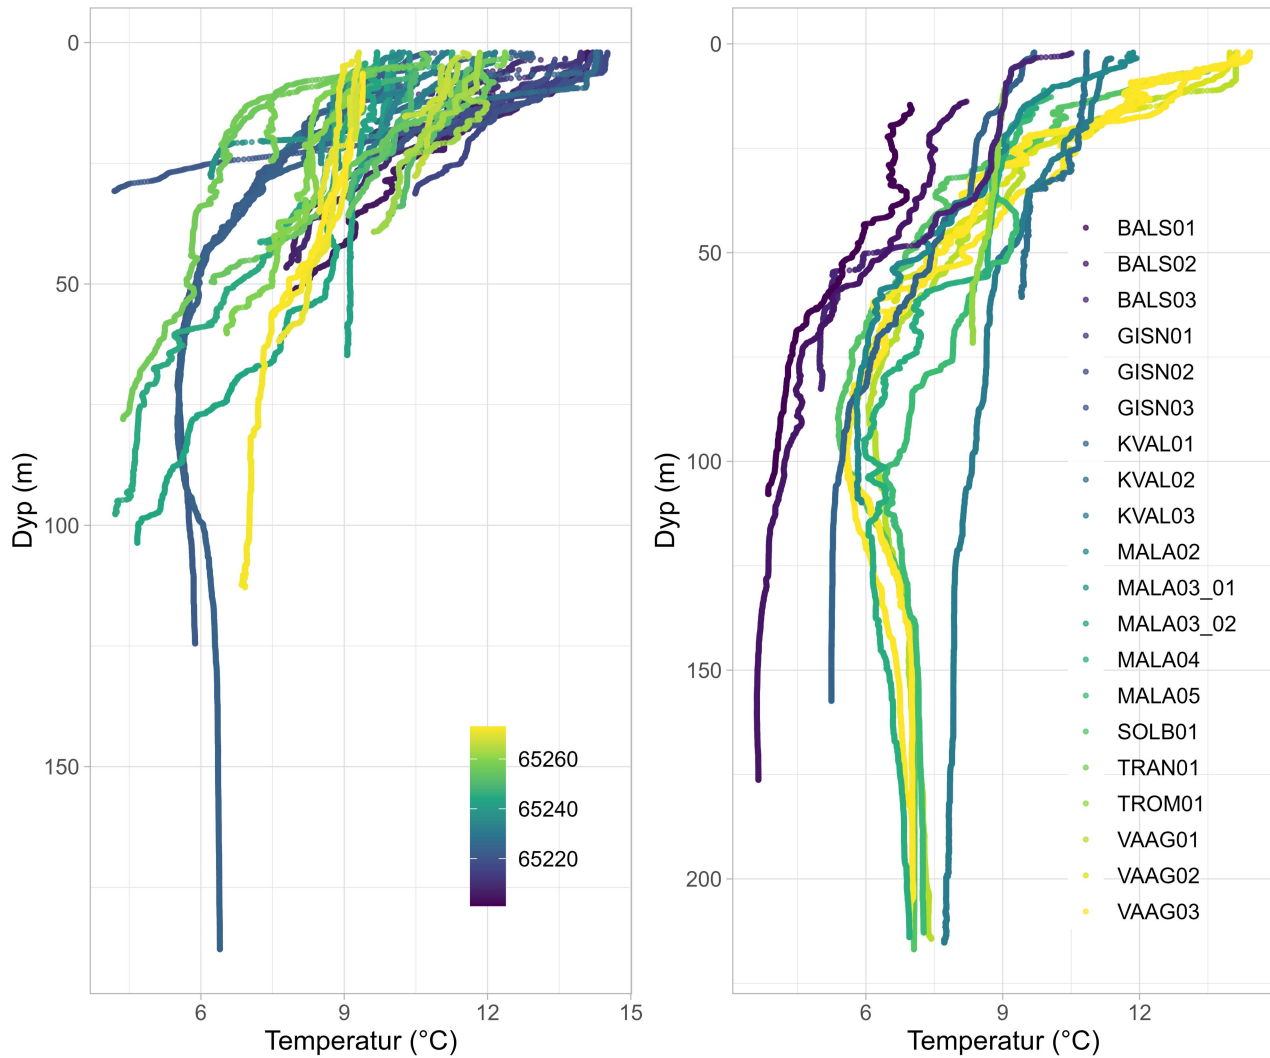 0
50
100
150
6
9
12
15
Dyp (m)
Temperatur (°C)
65260
65240
65220
0
50
100
150
200
6
9
12
Dyp (m)
Temperatur (°C)
BALS01
BALS02
BALS03
GISN01
GISN02
GISN03
KVAL01
KVAL02
KVAL03
MALA02
MALA03_01
MALA03_02
MALA04
MALA05
SOLB01
TRAN01
TROM01
VAAG01
VAAG02
VAAG03